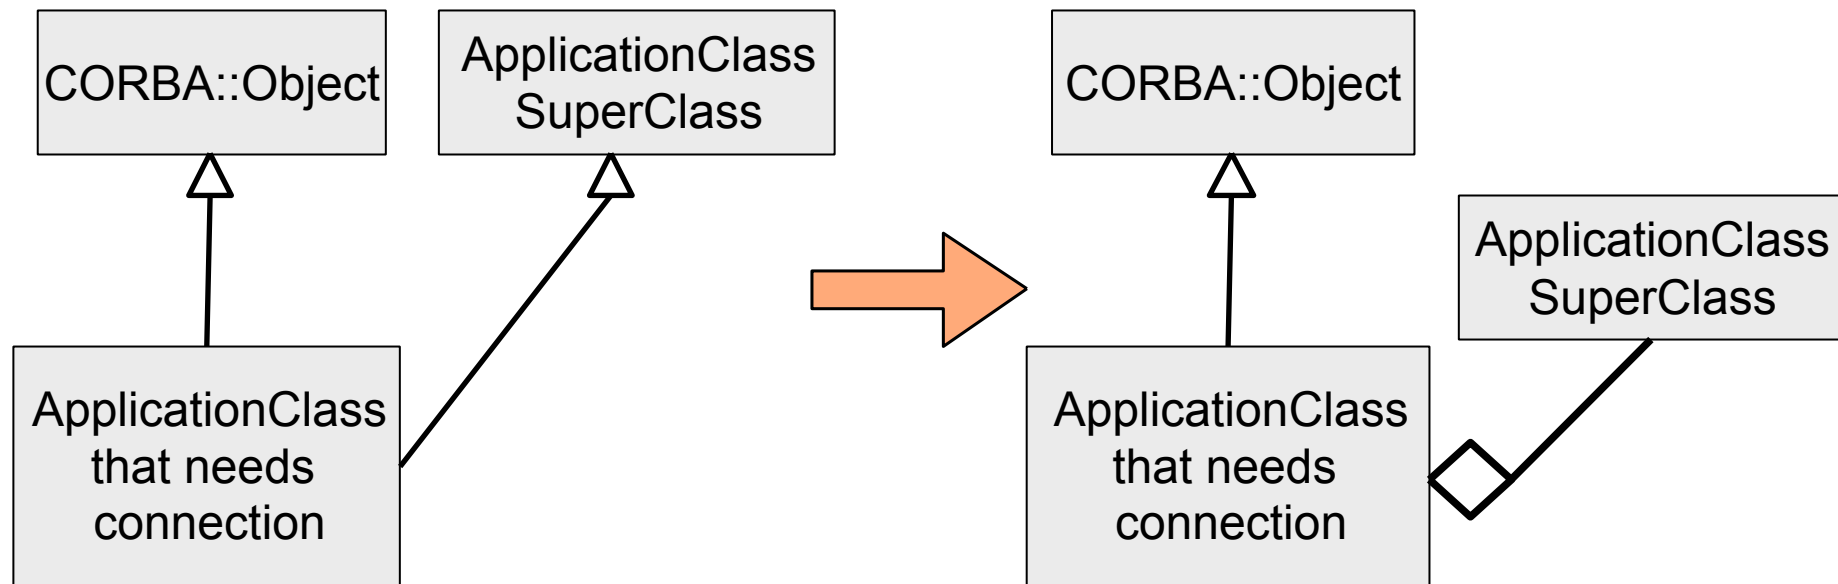 CORBA::Object
ApplicationClass
SuperClass
ApplicationClass
that needs
connection
CORBA::Object
ApplicationClass
SuperClass
ApplicationClass
that needs
connection